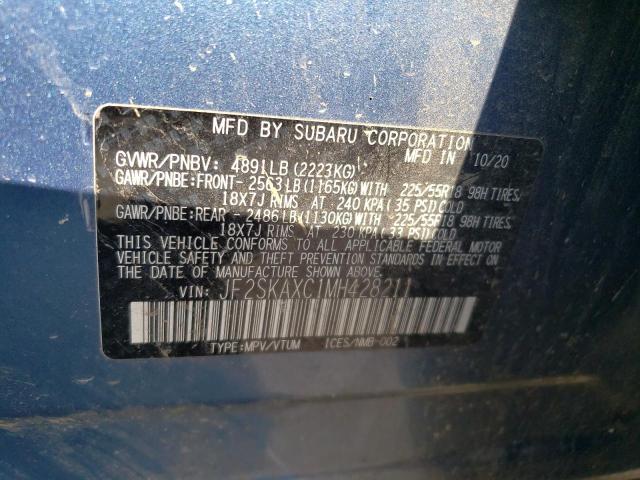 MFD BY SUBARU CORPORATION
MFD IN 10/20
GVWR/PNBV: 4891LB (2223KG)
GAWR/PNBE:FRONT- 2563LB (1165KG) WITH 225/55R18 98H TIRES,
18X7J RIMS AT 240 KPA (35 PSI) COLD
GAWR/PNBE:REAR - 2486LB (1130KG) WITH 225/55R18 98H TIRES,
18X7J RIMS AT 230 KPA (33 PSI) COLD
THIS VEHICLE CONFORMS TO ALL APPLICABLE FEDERAL MOTOR
VEHICLE SAFETY AND THEFT PREVENTION STANDARDS IN EFFECT
ON THE DATE OF MANUFACTURE SHOWN ABOVE.
VIN: JF2SKAXC1MH428211
TYPE:MPV/VTUM ICES/NMB-002